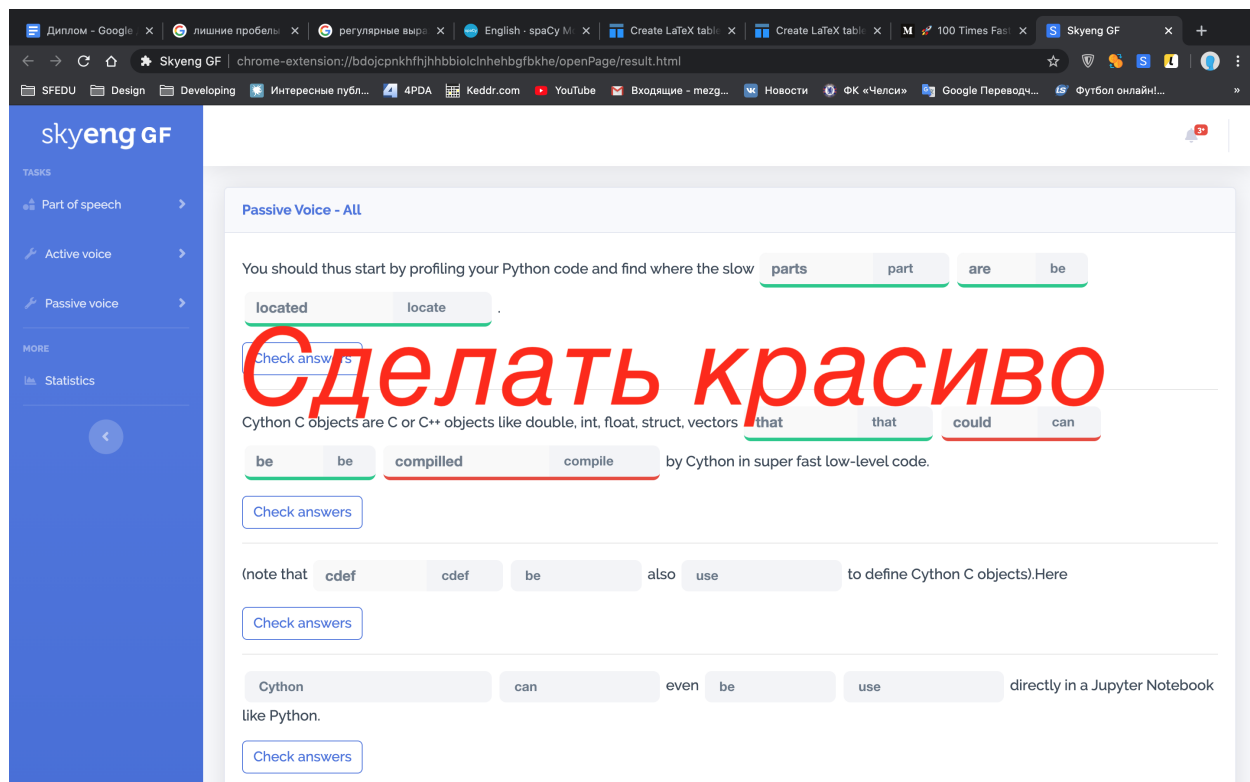 Диплом - Google
лишние пробелы
регулярные выра
English · spaCy M
Create LaTeX table
Create LaTeX table
M 🚀 100 Times Fas
S Skyeng GF
Skyeng GF | chrome-extension://bdojcpnkhfhjhhbbiolclnhehbgfbkhe/openPage/result.html
SFEDU Design Developing Интересные публ... 4PDA Keddr.com YouTube Входящие - mezg... Новости ФК «Челси» Google Переводч... Футбол онлайн!... »
skyeng GF
3+
TASKS
Part of speech
Active voice
Passive voice
MORE
Statistics
Passive Voice - All
You should thus start by profiling your Python code and find where the slow parts part are be
located locate .
Check answers
Сделать красиво
Cython C objects are C or C++ objects like double, int, float, struct, vectors that that could can
be be compilled compile by Cython in super fast low-level code.
Check answers
(note that cdef cdef be also use to define Cython C objects).Here
Check answers
Cython can even be use directly in a Jupyter Notebook
like Python.
Check answers